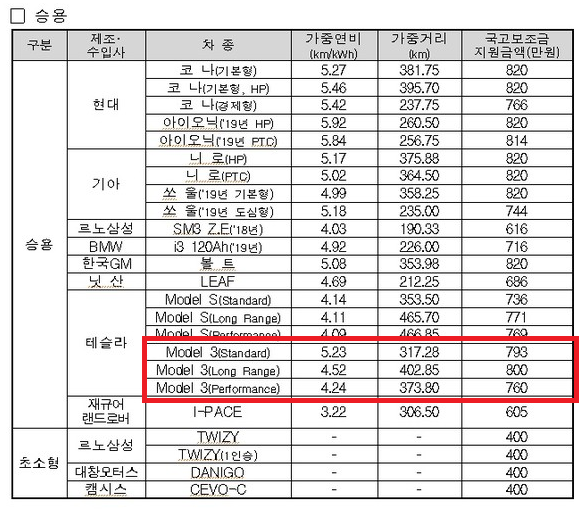 □ 승용
구분 제조·수입사 차 종 가중연비(km/kWh) 가중거리(km) 국고보조금 지원금액(만원)
승용 현대 코 나(기본형) 5.27 381.75 820
코 나(기본형, HP) 5.46 395.70 820
코 나(경제형) 5.42 237.75 766
아이오닉('19년 HP) 5.92 260.50 820
아이오닉('19년 PTC) 5.84 256.75 814
기아 니 로(HP) 5.17 375.88 820
니 로(PTC) 5.02 364.50 820
쏘 울('19년 기본형) 4.99 358.25 820
쏘 울('19년 도심형) 5.18 235.00 744
르노삼성 SM3 Z.E('18년) 4.03 190.33 616
BMW i3 120Ah('19년) 4.92 226.00 716
한국GM 볼 트 5.08 353.98 820
닛 산 LEAF 4.69 212.25 686
테슬라 Model S(Standard) 4.14 353.50 736
Model S(Long Range) 4.11 465.70 771
Model S(Performance) 4.09 466.85 769
Model 3(Standard) 5.23 317.28 793
Model 3(Long Range) 4.52 402.85 800
Model 3(Performance) 4.24 373.80 760
재규어랜드로버 I-PACE 3.22 306.50 605
초소형 르노삼성 TWIZY - - 400
TWIZY(1인승) - - 400
대창모터스 DANIGO - - 400
캠시스 CEVO-C - - 400